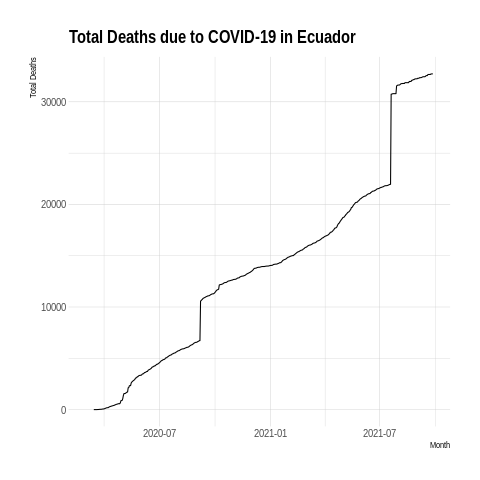 Total Deaths due to COVID-19 in Ecuador
Total Deaths
30000
20000
10000
0
2020-07 2021-01 2021-07
Month